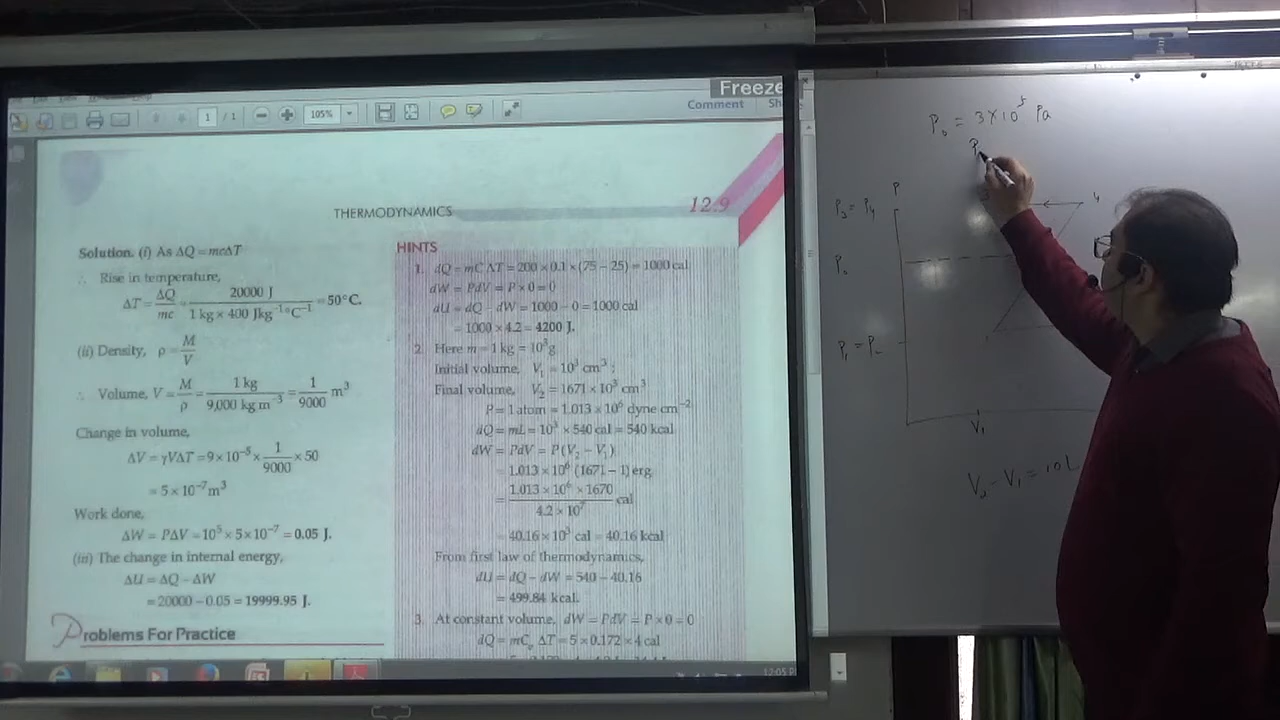 Freeze
Comment
1 / 1
105%
THERMODYNAMICS
12.9
Solution. (i) As ΔQ = mcΔT
∴ Rise in temperature,
ΔT = ΔQ/mc = 20000 J / 1 kg × 400 Jkg⁻¹°C⁻¹ = 50°C.
(ii) Density, ρ = M/V
∴ Volume, V = M/ρ = 1 kg / 9,000 kg m⁻³ = 1/9000 m³
Change in volume,
ΔV = γVΔT = 9 × 10⁻⁵ × 1/9000 × 50
= 5 × 10⁻⁷ m³
Work done,
ΔW = PΔV = 10⁵ × 5 × 10⁻⁷ = 0.05 J.
(iii) The change in internal energy,
ΔU = ΔQ – ΔW
= 20000 – 0.05 = 19999.95 J.
Problems For Practice
HINTS
1. dQ = mC ΔT = 200 × 0.1 × (75 – 25) = 1000 cal
dW = PdV = P × 0 = 0
dU = dQ – dW = 1000 – 0 = 1000 cal
= 1000 × 4.2 = 4200 J.
2. Here m = 1 kg = 10³g
Initial volume, V₁ = 10³ cm³ ;
Final volume, V₂ = 1671 × 10³ cm³
P = 1 atom = 1.013 × 10⁶ dyne cm⁻²
dQ = mL = 10³ × 540 cal = 540 kcal
dW = PdV = P(V₂ – V₁)
= 1.013 × 10⁶ (1671 – 1) erg
= 1.013 × 10⁶ × 1670 / 4.2 × 10⁷ cal
= 40.16 × 10³ cal = 40.16 kcal
From first law of thermodynamics,
dU = dQ – dW = 540 – 40.16
= 499.84 kcal.
3. At constant volume, dW = PdV = P × 0 = 0
dQ = mCᵥ ΔT = 5 × 0.172 × 4 cal
12:05 PM
P₀ = 3×10⁵ Pa
P
P
4
P₃ = P₄
P₀
P₁ = P₂
V₁
V₂ - V₁ = 10L